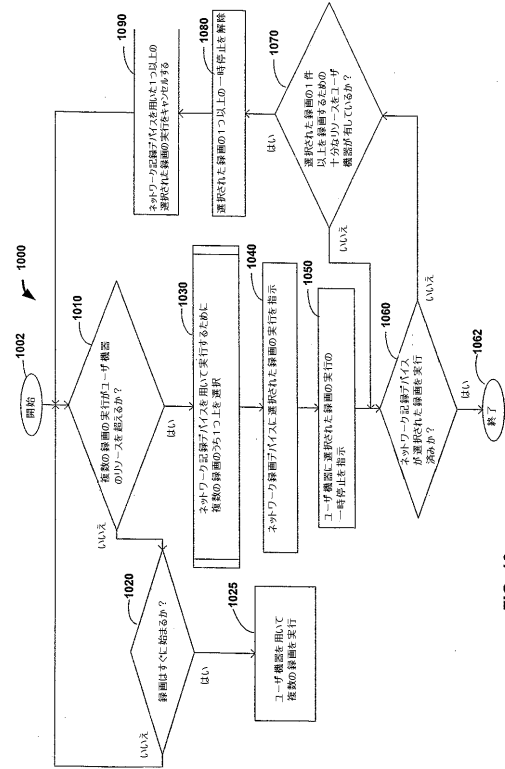 1000
1002
開始
1010
複数の録画の実行がユーザ機器
のリソースを超えるか?
いいえ
はい
1020
録画はすぐに始まるか?
いいえ
はい
1025
ユーザ機器を用いて
複数の録画を実行
1030
ネットワーク記録デバイスを用いて実行するために
複数の録画のうち1つ上を選択
1040
ネットワーク録画デバイスに選択された録画の実行を指示
1050
ユーザ機器に選択された録画の実行の
一時停止を指示
1060
ネットワーク記録デバイス
が選択された録画を実行
済みか?
いいえ
はい
1062
終了
1070
選択された録画の1件
以上を録画するための
十分なリソースをユーザ
機器が有しているか?
いいえ
はい
1080
選択された録画の1つ以上の一時停止を解除
1090
ネットワーク記録デバイスを用いた1つ以上の
選択された録画の実行をキャンセルする